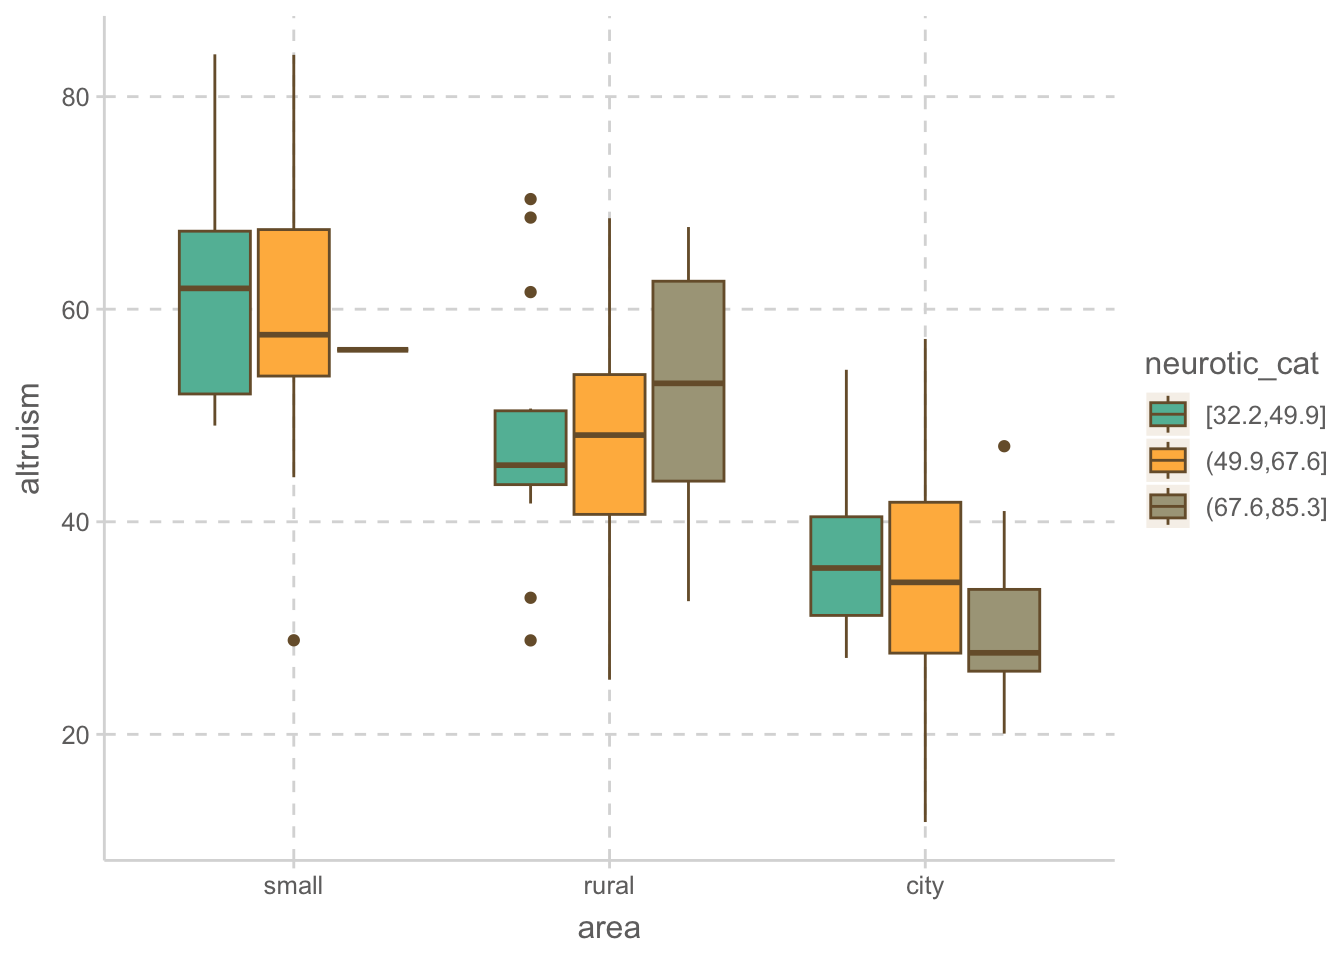 altruism
80
60
40
20
small
rural
city
area
neurotic_cat
[32.2,49.9]
(49.9,67.6]
(67.6,85.3]